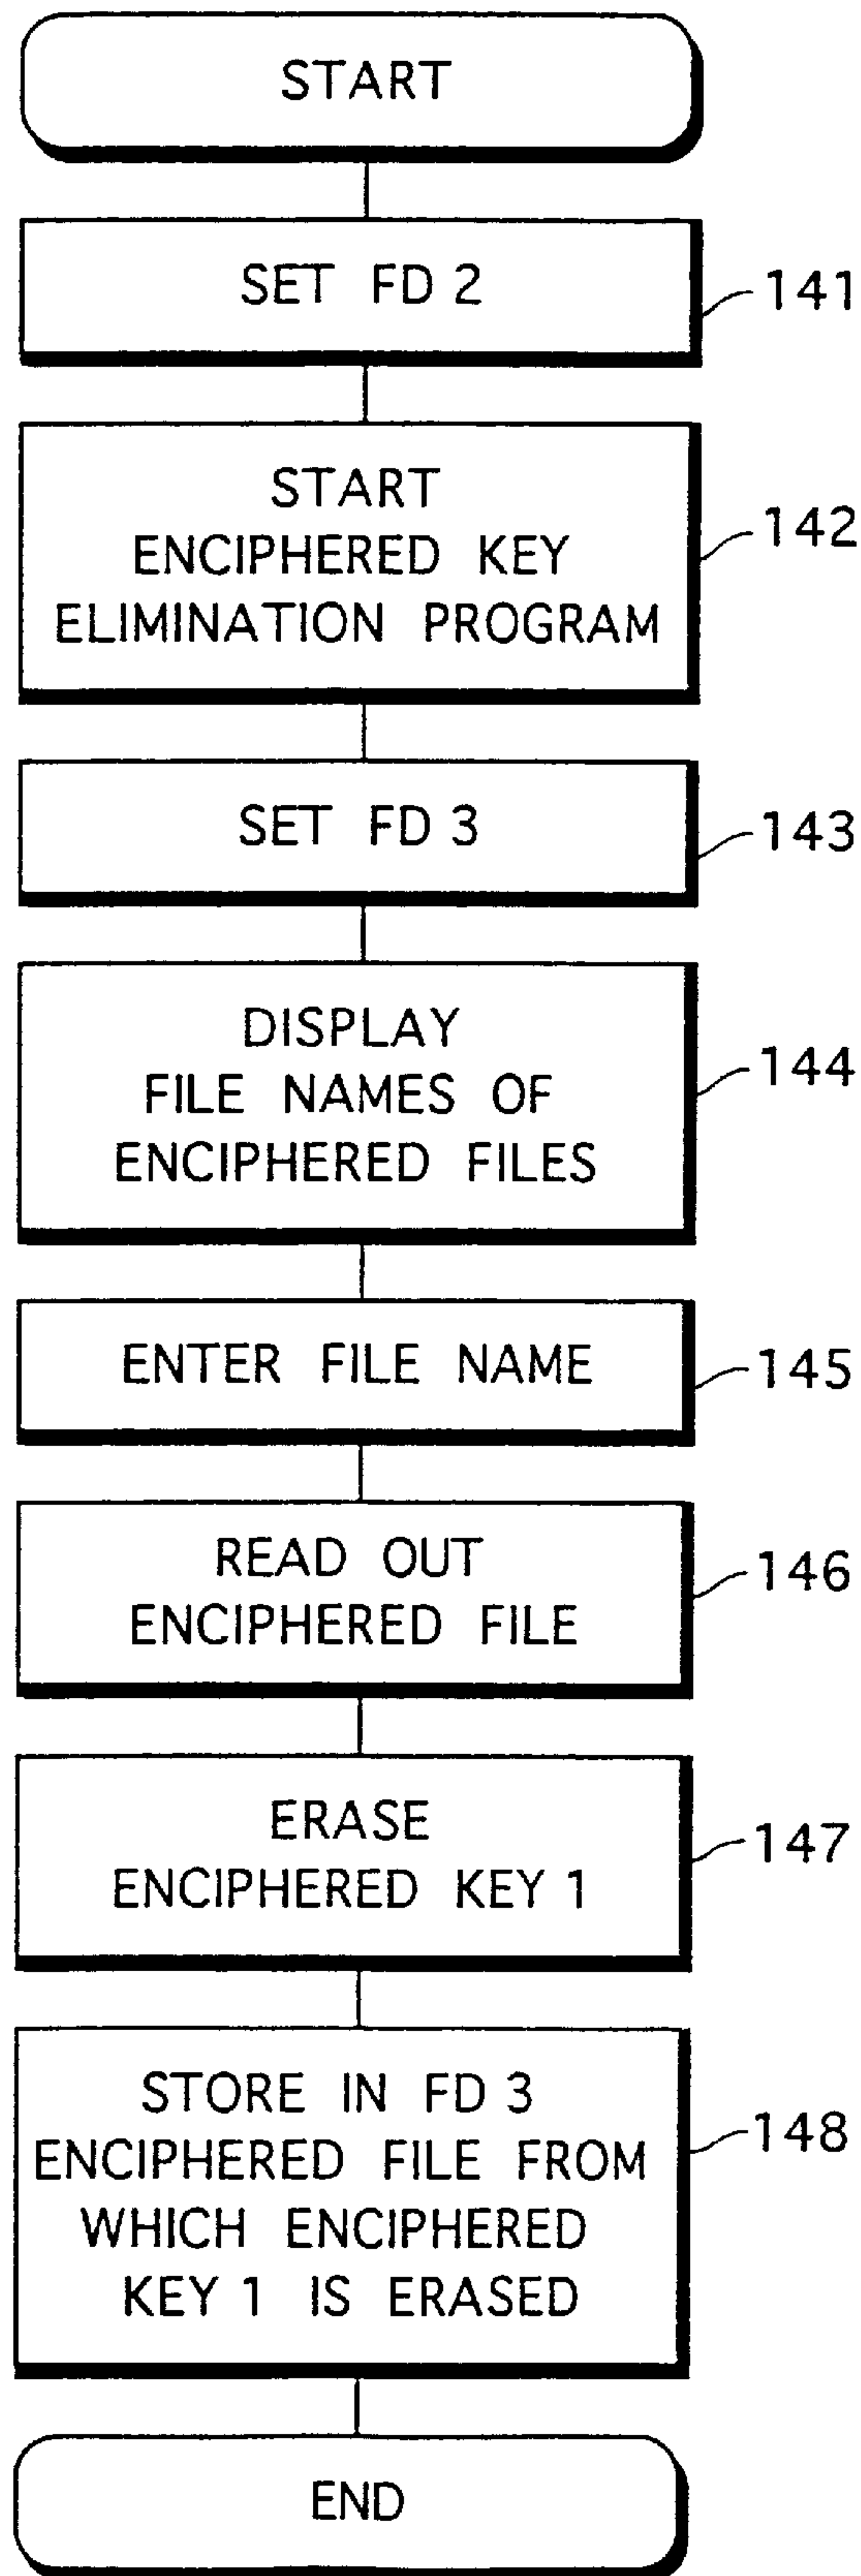 START
SET FD 2
141
START
ENCIPHERED KEY
ELIMINATION PROGRAM
142
SET FD 3
143
DISPLAY
FILE NAMES OF
ENCIPHERED FILES
144
ENTER FILE NAME
145
READ OUT
ENCIPHERED FILE
146
ERASE
ENCIPHERED KEY 1
147
STORE IN FD 3
ENCIPHERED FILE FROM
WHICH ENCIPHERED
KEY 1 IS ERASED
148
END